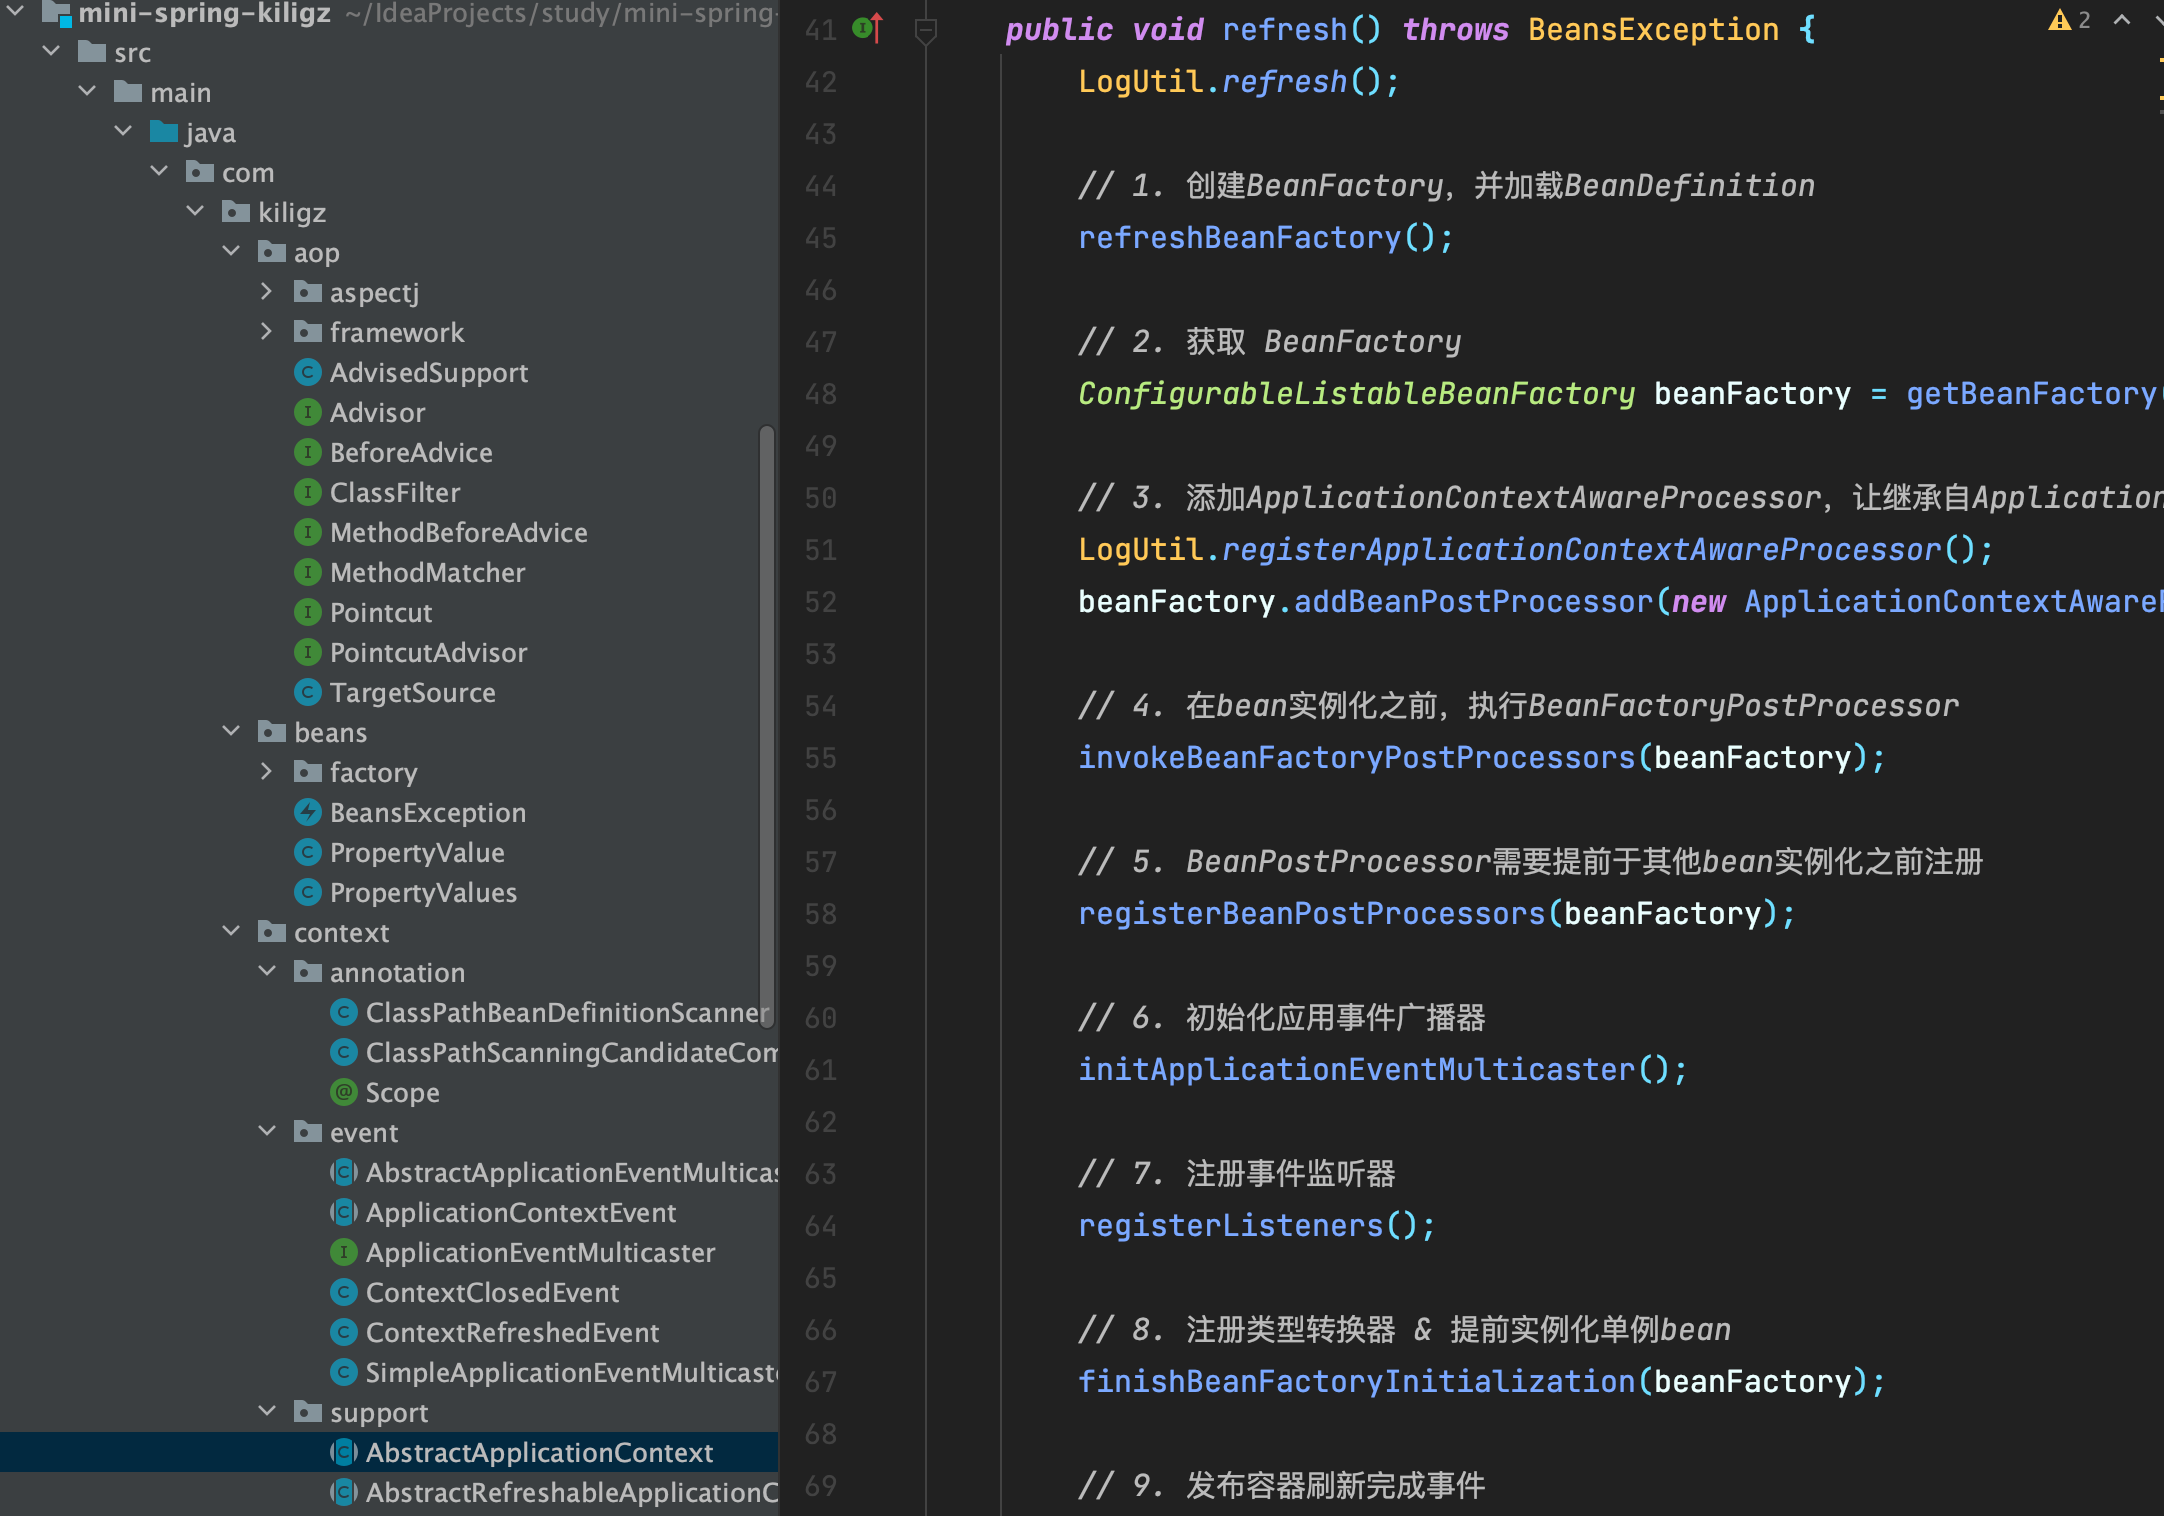 mini-spring-kiligz ~/IdeaProjects/study/mini-spring-
src
main
java
com
kiligz
aop
aspectj
framework
AdvisedSupport
Advisor
BeforeAdvice
ClassFilter
MethodBeforeAdvice
MethodMatcher
Pointcut
PointcutAdvisor
TargetSource
beans
factory
BeansException
PropertyValue
PropertyValues
context
annotation
ClassPathBeanDefinitionScanner
ClassPathScanningCandidateCom
Scope
event
AbstractApplicationEventMulticas
ApplicationContextEvent
ApplicationEventMulticaster
ContextClosedEvent
ContextRefreshedEvent
SimpleApplicationEventMulticaste
support
AbstractApplicationContext
AbstractRefreshableApplicationC
41 public void refresh() throws BeansException {
42 LogUtil.refresh();
43
44 // 1. 创建BeanFactory，并加载BeanDefinition
45 refreshBeanFactory();
46
47 // 2. 获取 BeanFactory
48 ConfigurableListableBeanFactory beanFactory = getBeanFactory(
49
50 // 3. 添加ApplicationContextAwareProcessor，让继承自Application
51 LogUtil.registerApplicationContextAwareProcessor();
52 beanFactory.addBeanPostProcessor(new ApplicationContextAwareP
53
54 // 4. 在bean实例化之前，执行BeanFactoryPostProcessor
55 invokeBeanFactoryPostProcessors(beanFactory);
56
57 // 5. BeanPostProcessor需要提前于其他bean实例化之前注册
58 registerBeanPostProcessors(beanFactory);
59
60 // 6. 初始化应用事件广播器
61 initApplicationEventMulticaster();
62
63 // 7. 注册事件监听器
64 registerListeners();
65
66 // 8. 注册类型转换器 & 提前实例化单例bean
67 finishBeanFactoryInitialization(beanFactory);
68
69 // 9. 发布容器刷新完成事件
2